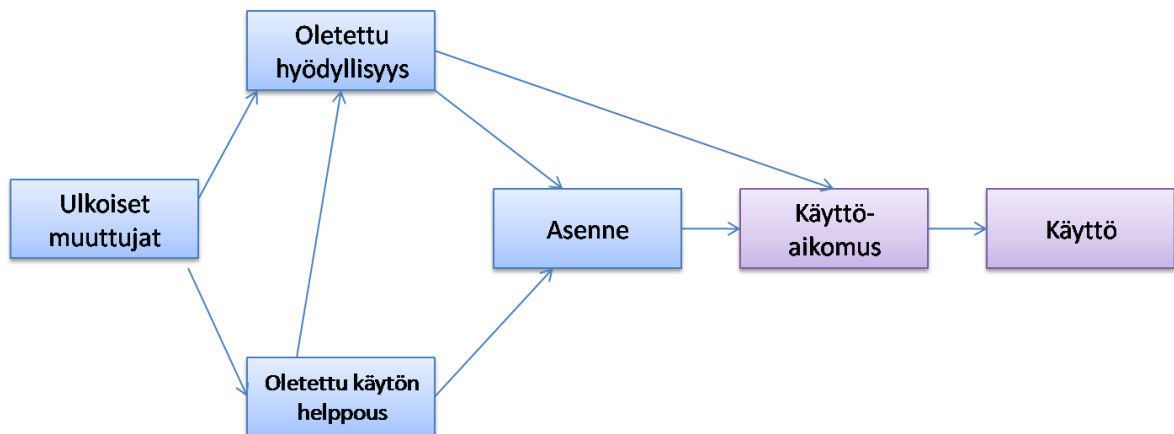 Oletettu
hyödyllisyys
Ulkoiset
muuttujat
Asenne
Käyttö-
aikomus
Käyttö
Oletettu käytön
helppous